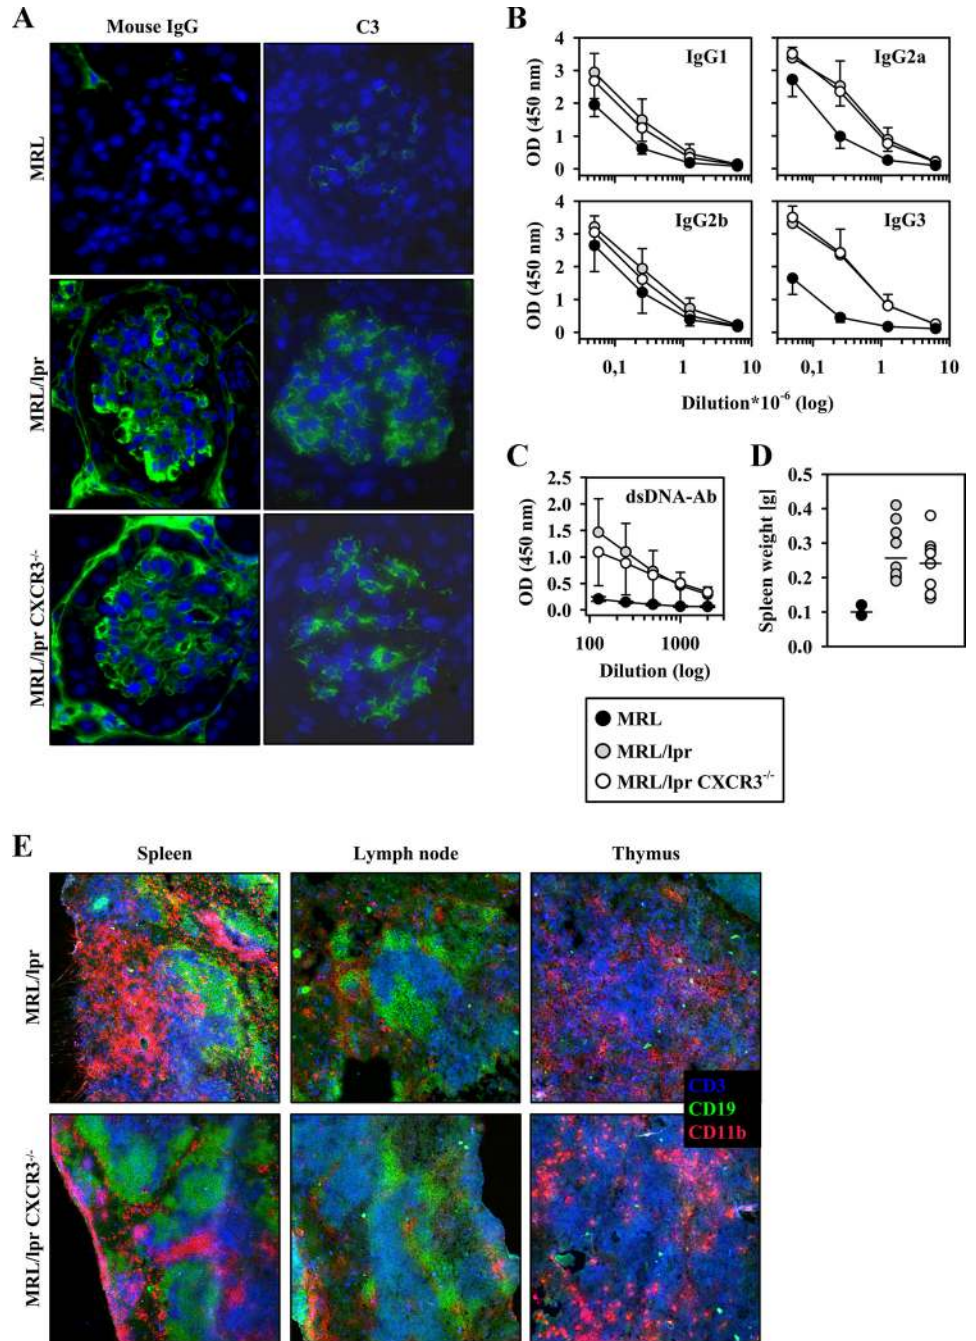 A
Mouse IgG
C3
MRL
MRL/lpr
MRL/lpr CXCR3-/-
B
OD (450 nm)
4
3
2
1
0
IgG1
IgG2a
OD (450 nm)
4
3
2
1
0
IgG2b
IgG3
0,1
1
10
0,1
1
10
Dilution*10-6 (log)
C
OD (450 nm)
2.5
2.0
1.5
1.0
0.5
0.0
dsDNA-Ab
100
1000
Dilution (log)
D
Spleen weight [g]
0.5
0.4
0.3
0.2
0.1
0.0
MRL
MRL/lpr
MRL/lpr CXCR3-/-
E
Spleen
Lymph node
Thymus
MRL/lpr
MRL/lpr CXCR3-/-
CD3
CD19
CD11b